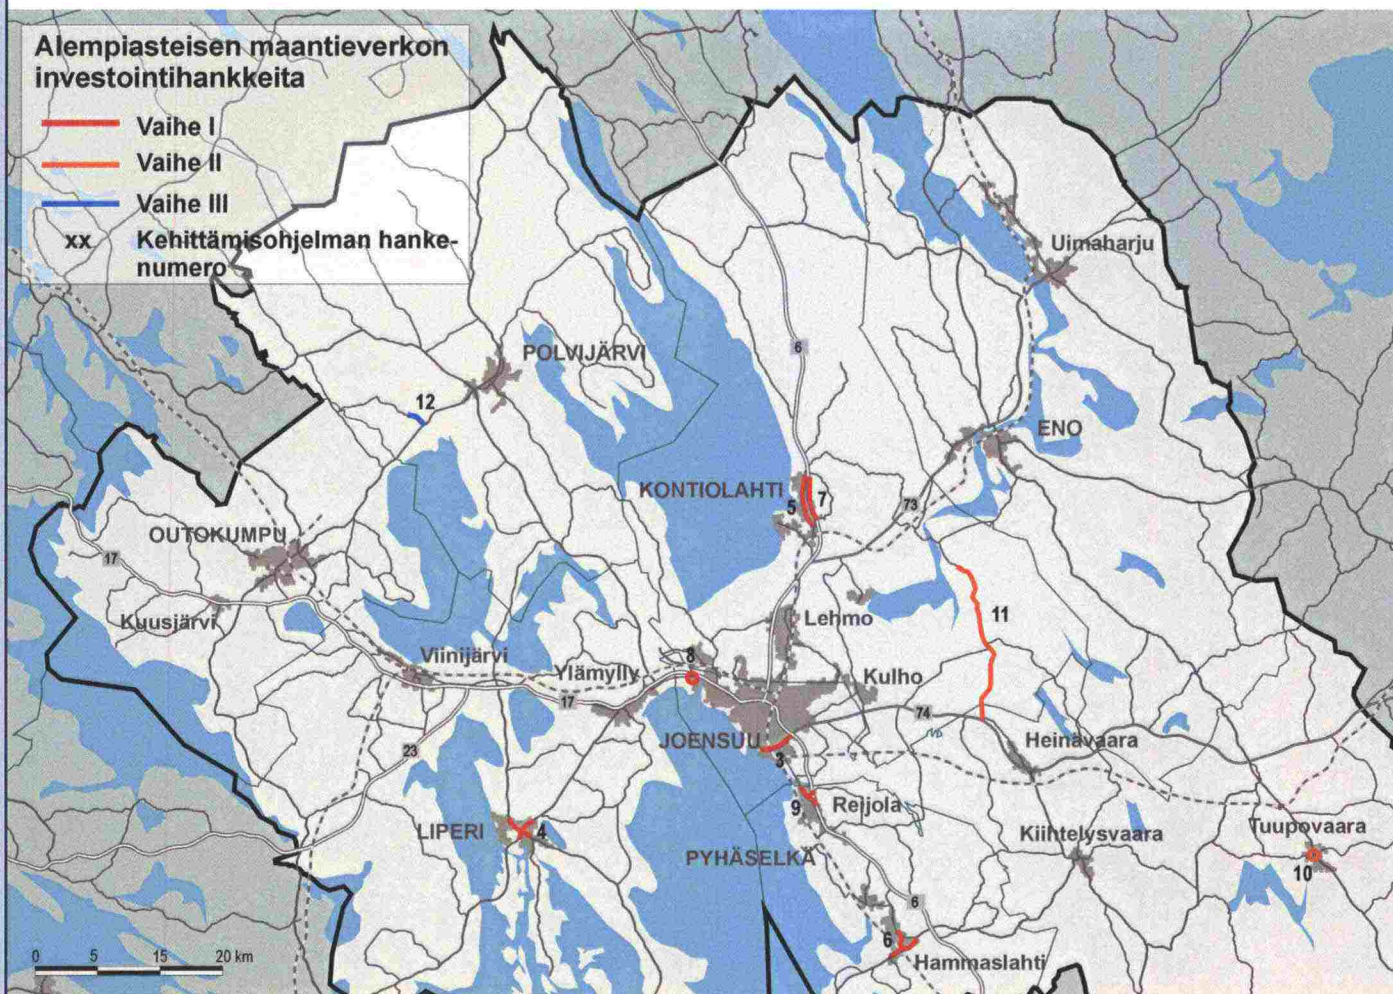 Alempiasteisen maantieverkon
investointihankkeita
Vaihe I
Vaihe II
Vaihe III
xx Kehittämisohjelman hanke-
numero
Uimaharju
6
POLVIJÄRVI
12
ENO
KONTIOLAHTI
5
7
73
OUTOKUMPU
17
Kuusjärvi
Lehmo
11
Viinijärvi
Ylämylly
8
Kulho
17
74
JOENSUU
3
Heinävaara
23
9
Reijola
LIPERI
4
Kiihtelysvaara
Tuupovaara
PYHÄSELKÄ
10
6
6
Hammaslahti
0 5 10 20 km